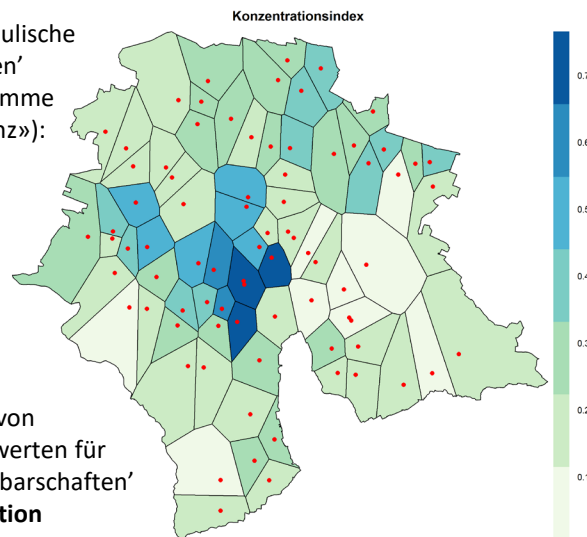 Konzentrationsindex
ulische
en’
mme
nz»):
0.7
0.6
0.5
0.4
0.3
0.2
0.1
von
werten für
barschaften’
tion